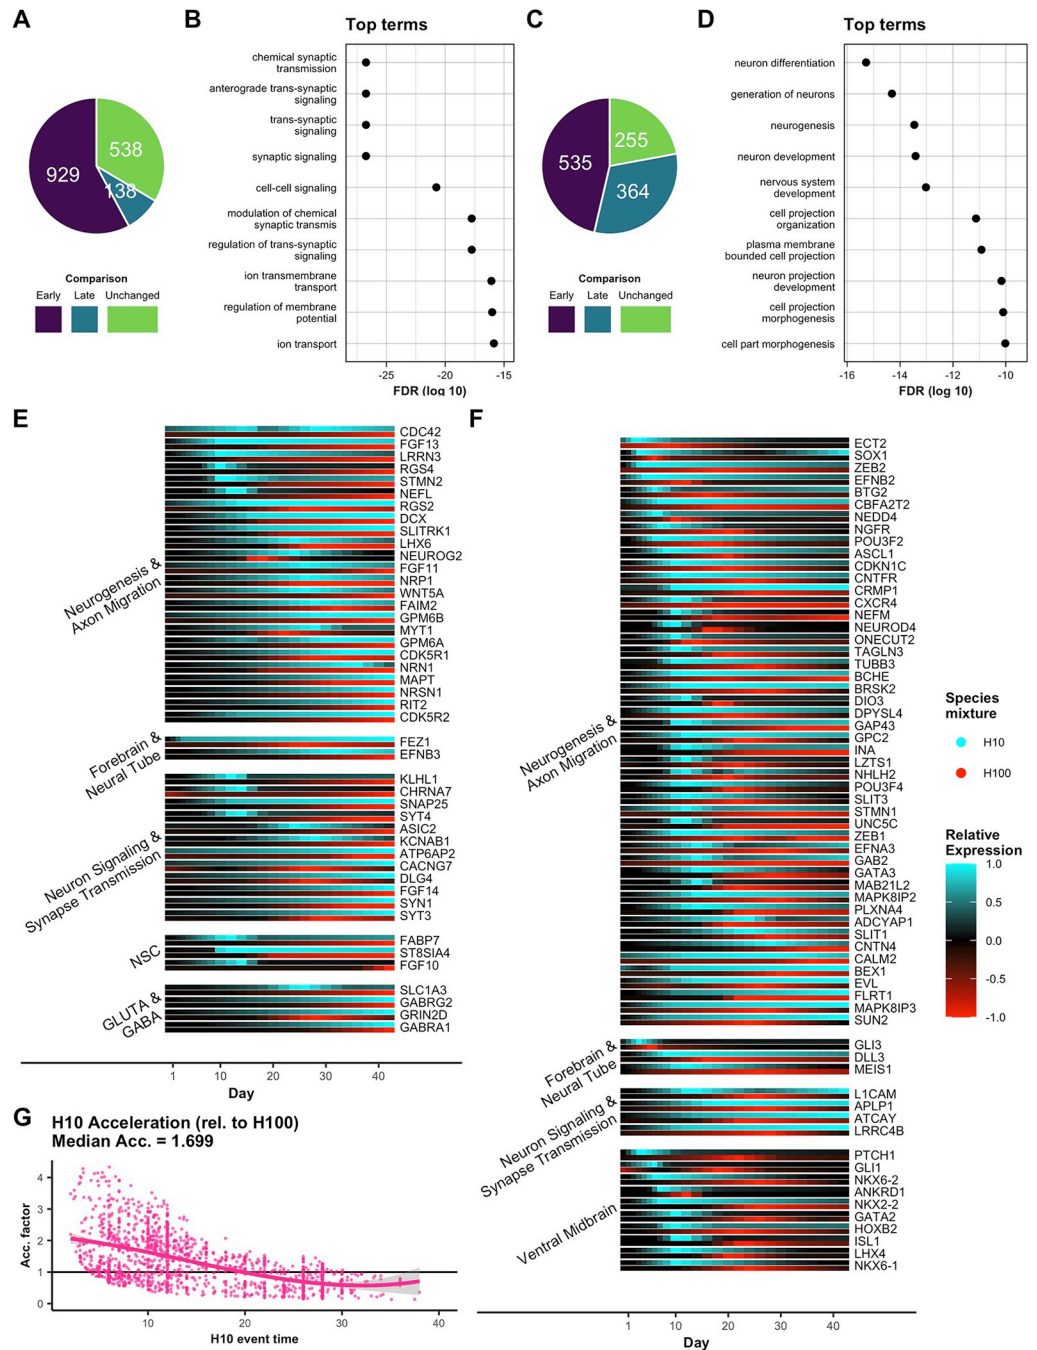 A
B
Top terms
chemical synaptic
transmission
anterograde trans-synaptic
signaling
trans-synaptic
signaling
synaptic signaling
cell-cell signaling
modulation of chemical
synaptic transmis
regulation of trans-synaptic
signaling
ion transmembrane
transport
regulation of membrane
potential
ion transport
-25
-20
-15
FDR (log 10)
929
538
138
Comparison
Early
Late
Unchanged
C
D
Top terms
neuron differentiation
generation of neurons
neurogenesis
neuron development
nervous system
development
cell projection
organization
plasma membrane
bounded cell projection
neuron projection
development
cell projection
morphogenesis
cell part morphogenesis
-16
-14
-12
-10
FDR (log 10)
535
255
364
Comparison
Early
Late
Unchanged
E
Neurogenesis &
Axon Migration
CDC42
FGF13
LRRN3
RGS4
STMN2
NEFL
RGS2
DCX
SLITRK1
LHX6
NEUROG2
FGF11
NRP1
WNT5A
FAIM2
GPM6B
MYT1
GPM6A
CDK5R1
NRN1
MAPT
NRSN1
RIT2
CDK5R2
Forebrain &
Neural Tube
FEZ1
EFNB3
Neuron Signaling &
Synapse Transmission
KLHL1
CHRNA7
SNAP25
SYT4
ASIC2
KCNAB1
ATP6AP2
CACNG7
DLG4
FGF14
SYN1
SYT3
NSC
FABP7
ST8SIA4
FGF10
GLUTA &
GABA
SLC1A3
GABRG2
GRIN2D
GABRA1
1
10
20
30
40
Day
F
Neurogenesis &
Axon Migration
ECT2
SOX1
ZEB2
EFNB2
BTG2
CBFA2T2
NEDD4
NGFR
POU3F2
ASCL1
CDKN1C
CNTFR
CRMP1
CXCR4
NEFM
NEUROD4
ONECUT2
TAGLN3
TUBB3
BCHE
BRSK2
DIO3
DPYSL4
GAP43
GPC2
INA
LZTS1
NHLH2
POU3F4
SLIT3
STMN1
UNC5C
ZEB1
EFNA3
GAB2
GATA3
MAB21L2
MAPK8IP2
PLXNA4
ADCYAP1
SLIT1
CNTN4
CALM2
BEX1
EVL
FLRT1
MAPK8IP3
SUN2
Forebrain &
Neural Tube
GLI3
DLL3
MEIS1
Neuron Signaling &
Synapse Transmission
L1CAM
APLP1
ATCAY
LRRC4B
Ventral Midbrain
PTCH1
GLI1
NKX6-2
ANKRD1
NKX2-2
GATA2
HOXB2
ISL1
LHX4
NKX6-1
1
10
20
30
40
Day
Species
mixture
H10
H100
Relative
Expression
1.0
0.5
0.0
-0.5
-1.0
G
H10 Acceleration (rel. to H100)
Median Acc. = 1.699
Acc. factor
4
3
2
1
0
10
20
30
40
H10 event time